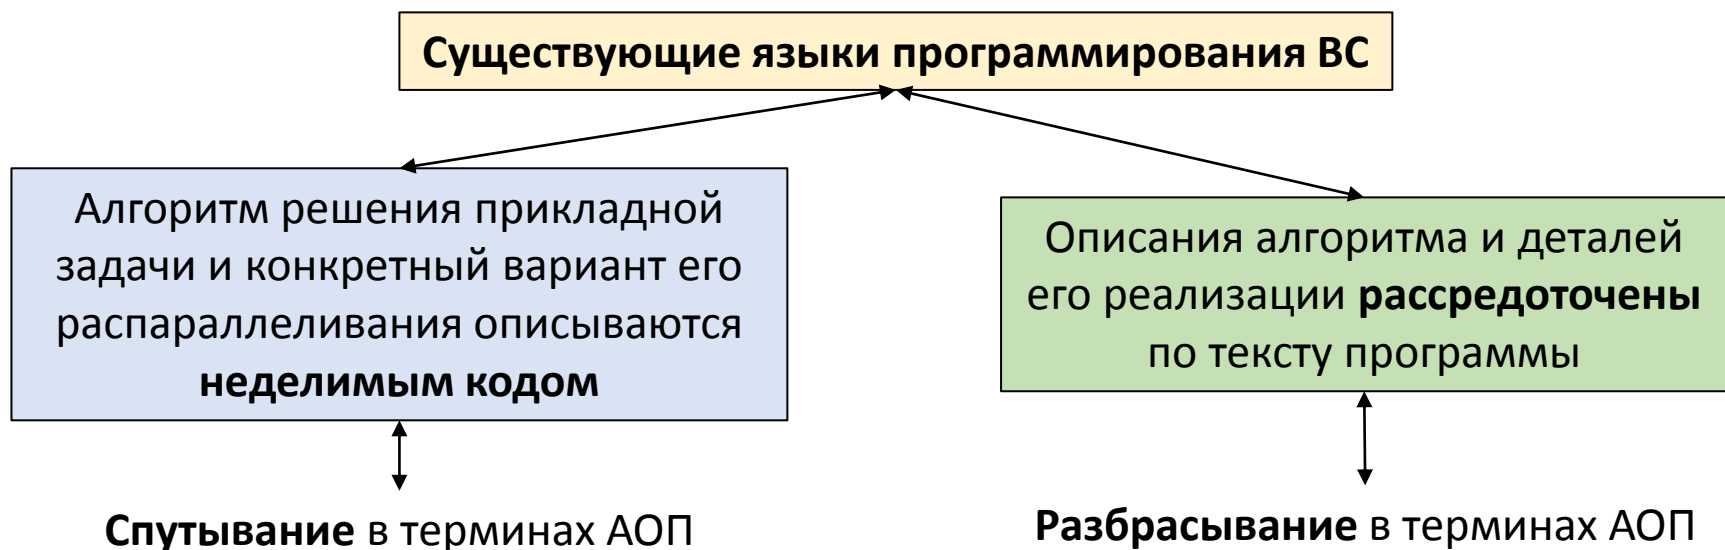 Существующие языки программирования ВС
Алгоритм решения прикладной
задачи и конкретный вариант его
распараллеливания описываются
неделимым кодом
Описания алгоритма и деталей
его реализации рассредоточены
по тексту программы
Спутывание в терминах АОП
Разбрасывание в терминах АОП